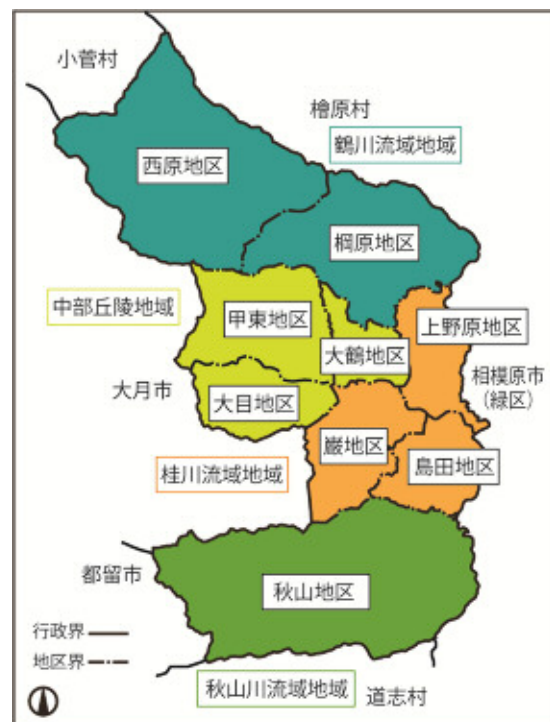 小菅村
檜原村
鶴川流域地域
西原地区
棡原地区
中部丘陵地域
甲東地区
上野原地区
大鶴地区
大月市
大目地区
相模原市
(緑区)
巌地区
島田地区
桂川流域地域
都留市
秋山地区
行政界
地区界
秋山川流域地域
道志村